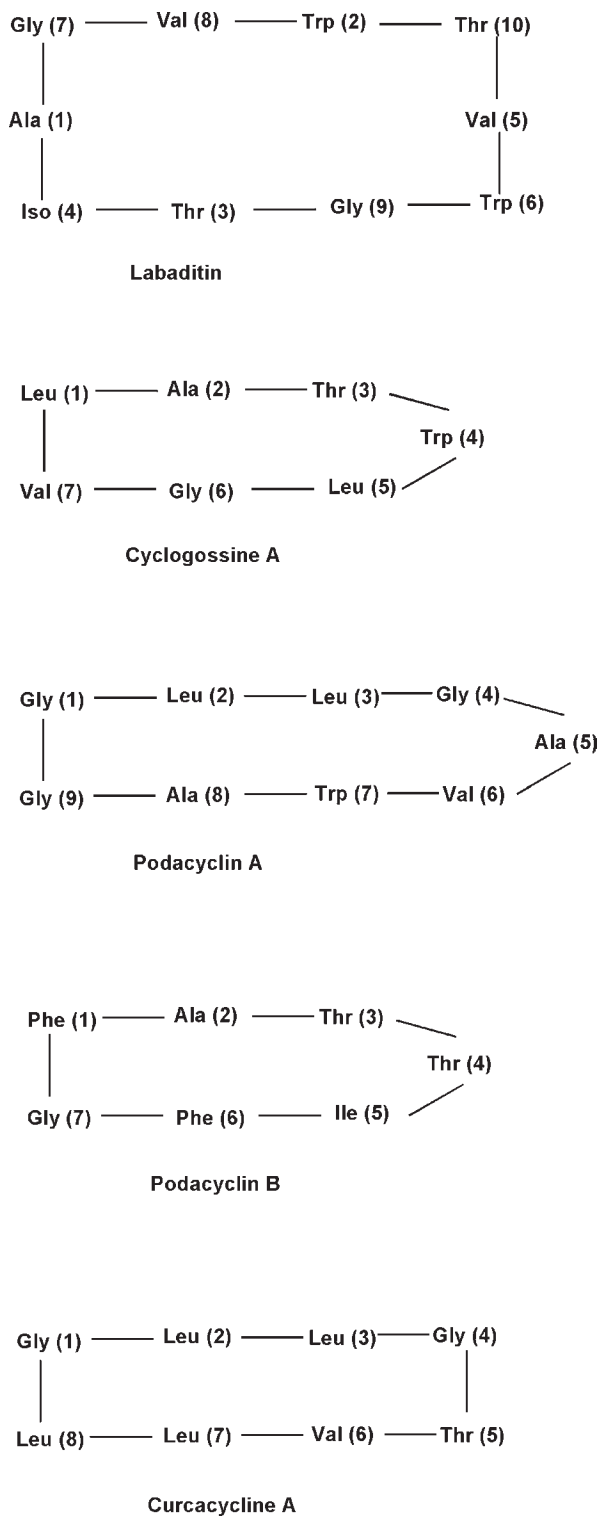 Gly (7) Val (8) Trp (2) Thr (10)
Ala (1) Val (5)
Iso (4) Thr (3) Gly (9) Trp (6)
Labaditin
Leu (1) Ala (2) Thr (3)
Trp (4)
Val (7) Gly (6) Leu (5)
Cyclogossine A
Gly (1) Leu (2) Leu (3) Gly (4)
Ala (5)
Gly (9) Ala (8) Trp (7) Val (6)
Podacyclin A
Phe (1) Ala (2) Thr (3)
Thr (4)
Gly (7) Phe (6) Ile (5)
Podacyclin B
Gly (1) Leu (2) Leu (3) Gly (4)
Leu (8) Leu (7) Val (6) Thr (5)
Curcacycline A